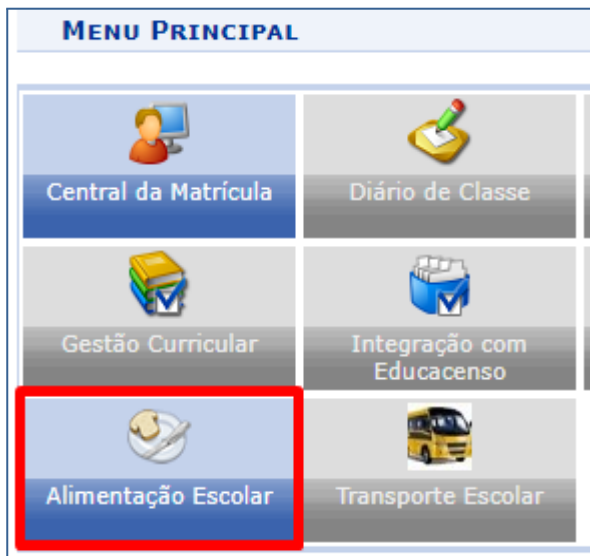 MENU PRINCIPAL
Central da Matrícula
Diário de Classe
Gestão Curricular
Integração com
Educacenso
Alimentação Escolar
Transporte Escolar